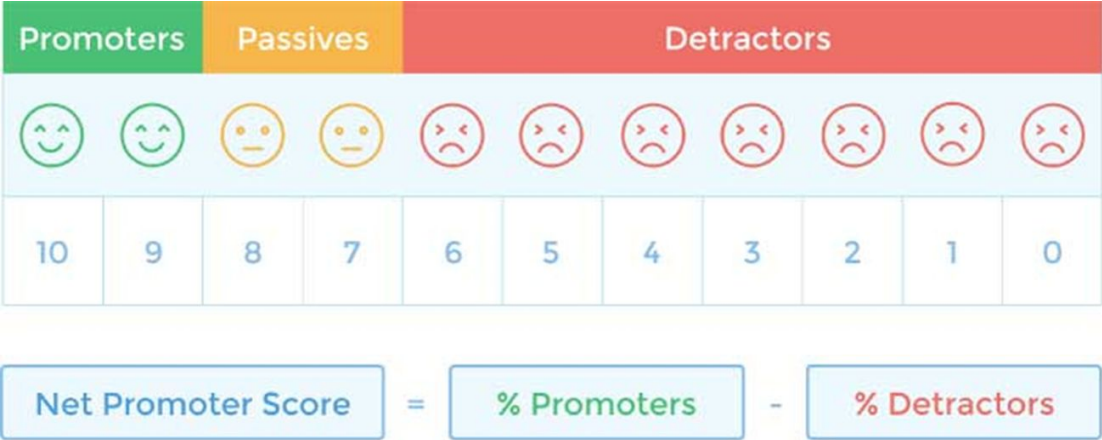 Promoters Passives Detractors
10 9 8 7 6 5 4 3 2 1 0
Net Promoter Score = % Promoters - % Detractors